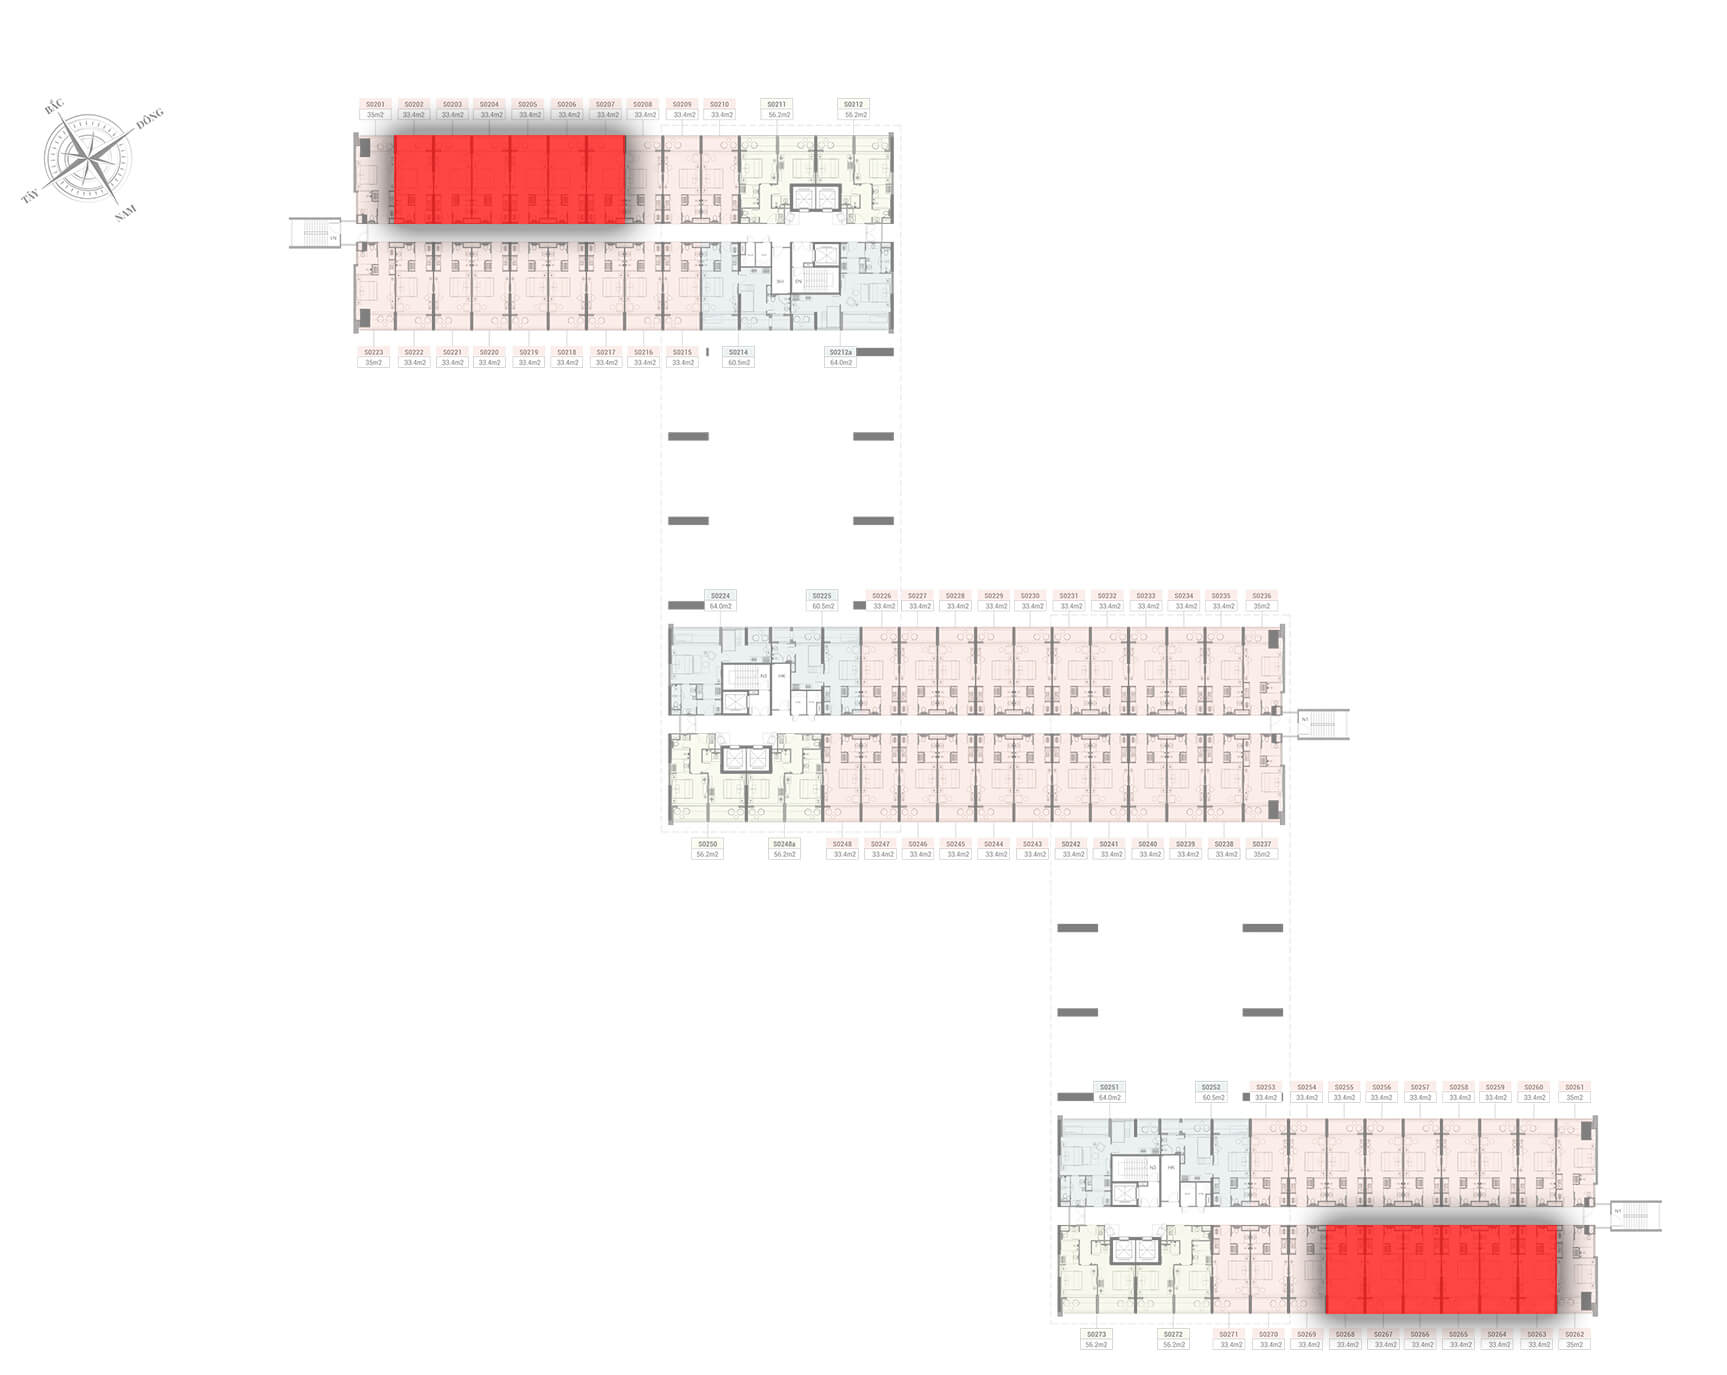 BẮC
ĐÔNG
TÂY
NAM
S0201 S0202 S0203 S0204 S0205 S0206 S0207 S0208 S0209 S0210 S0211 S0212
35m2 33.4m2 33.4m2 33.4m2 33.4m2 33.4m2 33.4m2 33.4m2 33.4m2 33.4m2 56.2m2 56.2m2
N1
N2
S0223 S0222 S0221 S0220 S0219 S0218 S0217 S0216 S0215 S0214 S0212a
35m2 33.4m2 33.4m2 33.4m2 33.4m2 33.4m2 33.4m2 33.4m2 33.4m2 60.5m2 64.0m2
S0224 S0225 S0226 S0227 S0228 S0229 S0230 S0231 S0232 S0233 S0234 S0235 S0236
64.0m2 60.5m2 33.4m2 33.4m2 33.4m2 33.4m2 33.4m2 33.4m2 33.4m2 33.4m2 33.4m2 33.4m2 35m2
N2 HK
N1
S0250 S0248a S0248 S0247 S0246 S0245 S0244 S0243 S0242 S0241 S0240 S0239 S0238 S0237
56.2m2 56.2m2 33.4m2 33.4m2 33.4m2 33.4m2 33.4m2 33.4m2 33.4m2 33.4m2 33.4m2 33.4m2 33.4m2 35m2
S0251 S0252 S0253 S0254 S0255 S0256 S0257 S0258 S0259 S0260 S0261
64.0m2 60.5m2 33.4m2 33.4m2 33.4m2 33.4m2 33.4m2 33.4m2 33.4m2 33.4m2 35m2
N2 HK
N1
S0273 S0272 S0271 S0270 S0269 S0268 S0267 S0266 S0265 S0264 S0263 S0262
56.2m2 56.2m2 33.4m2 33.4m2 33.4m2 33.4m2 33.4m2 33.4m2 33.4m2 33.4m2 33.4m2 35m2